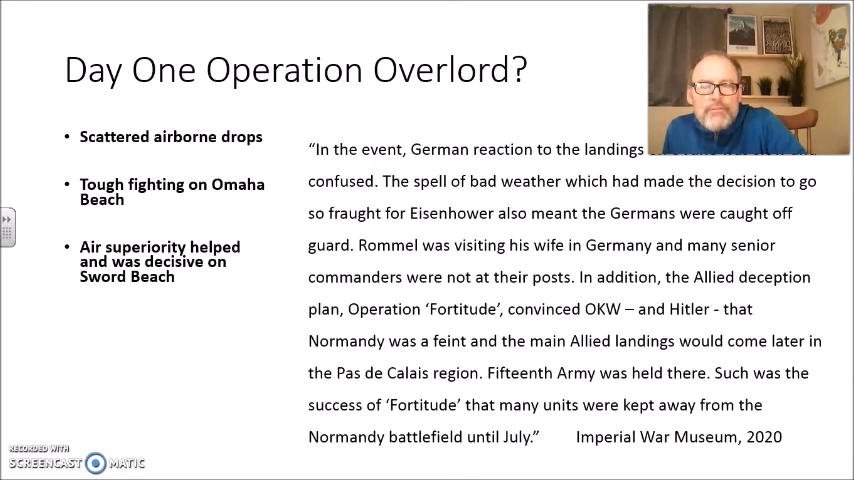 Day One Operation Overlord?
• Scattered airborne drops
• Tough fighting on Omaha
Beach
• Air superiority helped
and was decisive on
Sword Beach
“In the event, German reaction to the landings
confused. The spell of bad weather which had made the decision to go
so fraught for Eisenhower also meant the Germans were caught off
guard. Rommel was visiting his wife in Germany and many senior
commanders were not at their posts. In addition, the Allied deception
plan, Operation ‘Fortitude’, convinced OKW – and Hitler - that
Normandy was a feint and the main Allied landings would come later in
the Pas de Calais region. Fifteenth Army was held there. Such was the
success of ‘Fortitude’ that many units were kept away from the
Normandy battlefield until July.” Imperial War Museum, 2020
RECORDED WITH
SCREENCAST MATIC